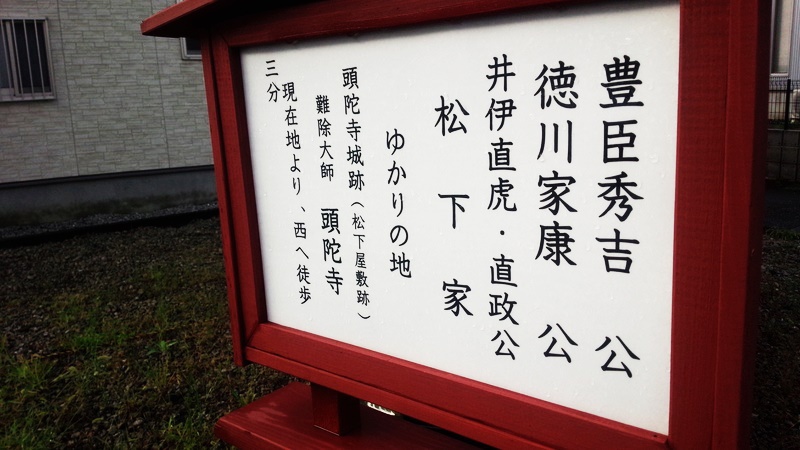 豊臣秀吉 公
徳川家康 公
井伊直虎・直政公
松下家
ゆかりの地
頭陀寺城跡(松下屋敷跡)
難除大師 頭陀寺
現在地より、西へ徒歩
三分